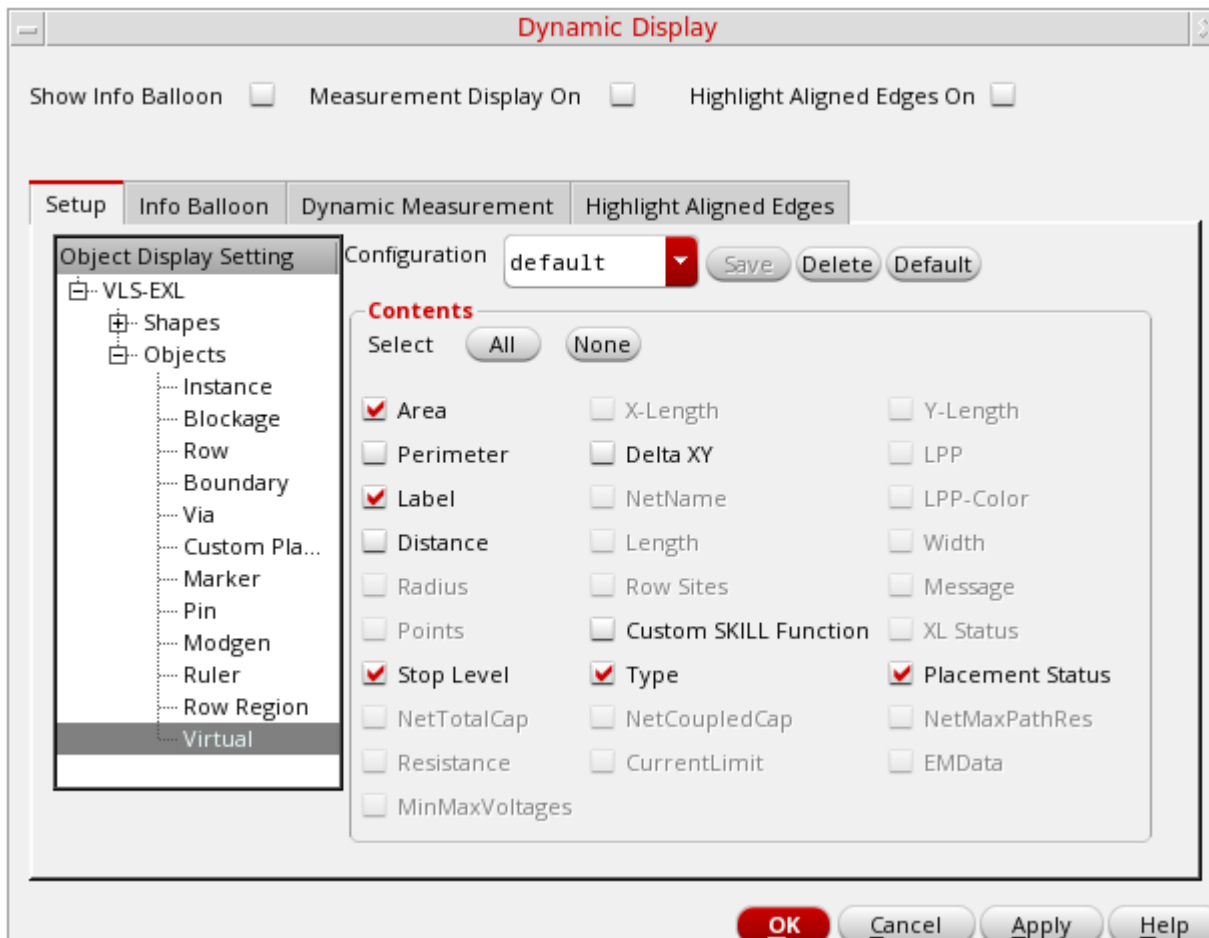 Dynamic Display
Show Info Balloon Measurement Display On Highlight Aligned Edges On
Setup Info Balloon Dynamic Measurement Highlight Aligned Edges
Object Display Setting
VLS-EXL
Shapes
Objects
Instance
Blockage
Row
Boundary
Via
Custom Pla...
Marker
Pin
Modgen
Ruler
Row Region
Virtual
Configuration default Save Delete Default
Contents
Select All None
Area X-Length Y-Length
Perimeter Delta XY LPP
Label NetName LPP-Color
Distance Length Width
Radius Row Sites Message
Points Custom SKILL Function XL Status
Stop Level Type Placement Status
NetTotalCap NetCoupledCap NetMaxPathRes
Resistance CurrentLimit EMData
MinMaxVoltages
OK Cancel Apply Help